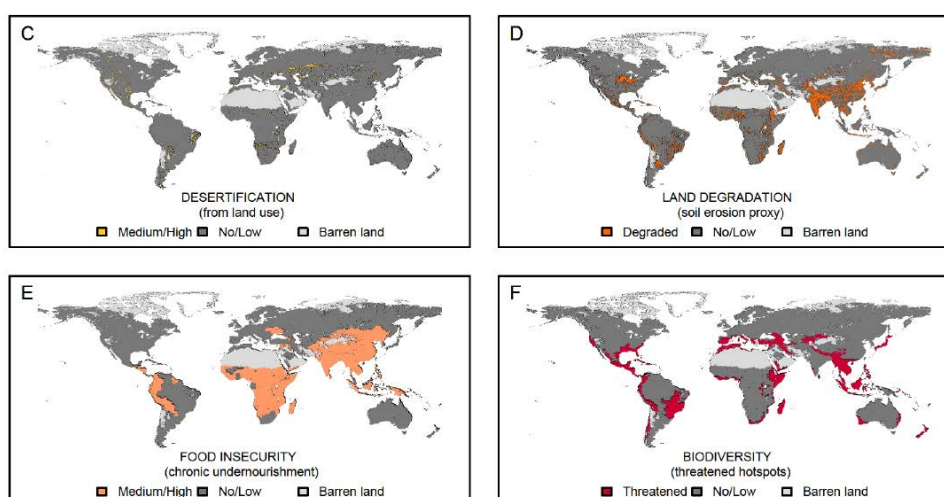 C
DESERTIFICATION
(from land use)
Medium/High No/Low Barren land
D
LAND DEGRADATION
(soil erosion proxy)
Degraded No/Low Barren land
E
FOOD INSECURITY
(chronic undernourishment)
Medium/High No/Low Barren land
F
BIODIVERSITY
(threatened hotspots)
Threatened No/Low Barren land